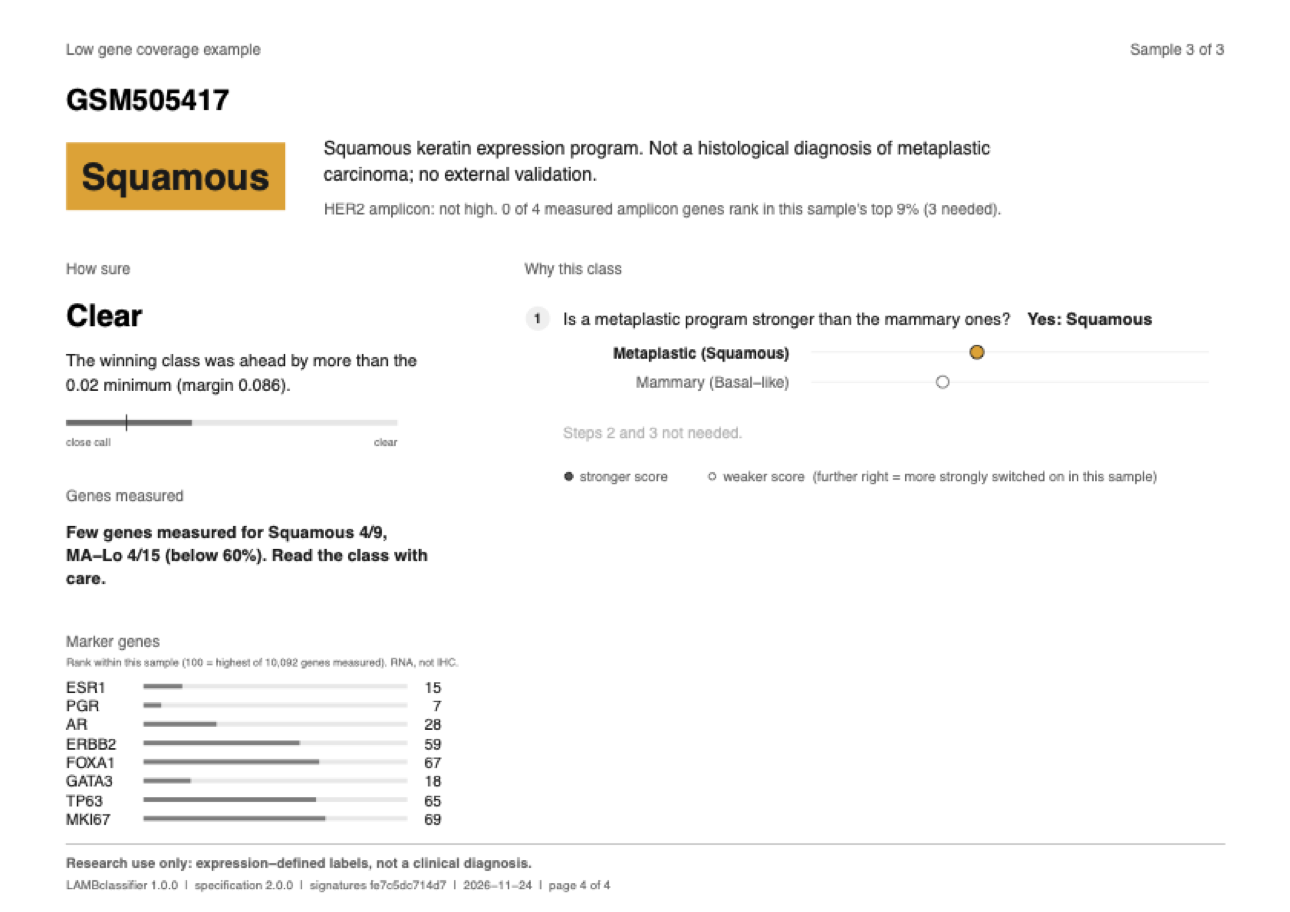 Low gene coverage example
Sample 3 of 3
GSM505417
Squamous
Squamous keratin expression program. Not a histological diagnosis of metaplastic
carcinoma; no external validation.
HER2 amplicon: not high. 0 of 4 measured amplicon genes rank in this sample's top 9% (3 needed).
How sure
Clear
The winning class was ahead by more than the
0.02 minimum (margin 0.086).
close call
clear
Genes measured
Few genes measured for Squamous 4/9,
MA–Lo 4/15 (below 60%). Read the class with
care.
Why this class
1 Is a metaplastic program stronger than the mammary ones? Yes: Squamous
Metaplastic (Squamous)
Mammary (Basal–like)
Steps 2 and 3 not needed.
stronger score
weaker score (further right = more strongly switched on in this sample)
Marker genes
Rank within this sample (100 = highest of 10,092 genes measured). RNA, not IHC.
ESR1 15
PGR 7
AR 28
ERBB2 59
FOXA1 67
GATA3 18
TP63 65
MKI67 69
Research use only: expression–defined labels, not a clinical diagnosis.
LAMBclassifier 1.0.0 | specification 2.0.0 | signatures fe7c5dc714d7 | 2026–11–24 | page 4 of 4